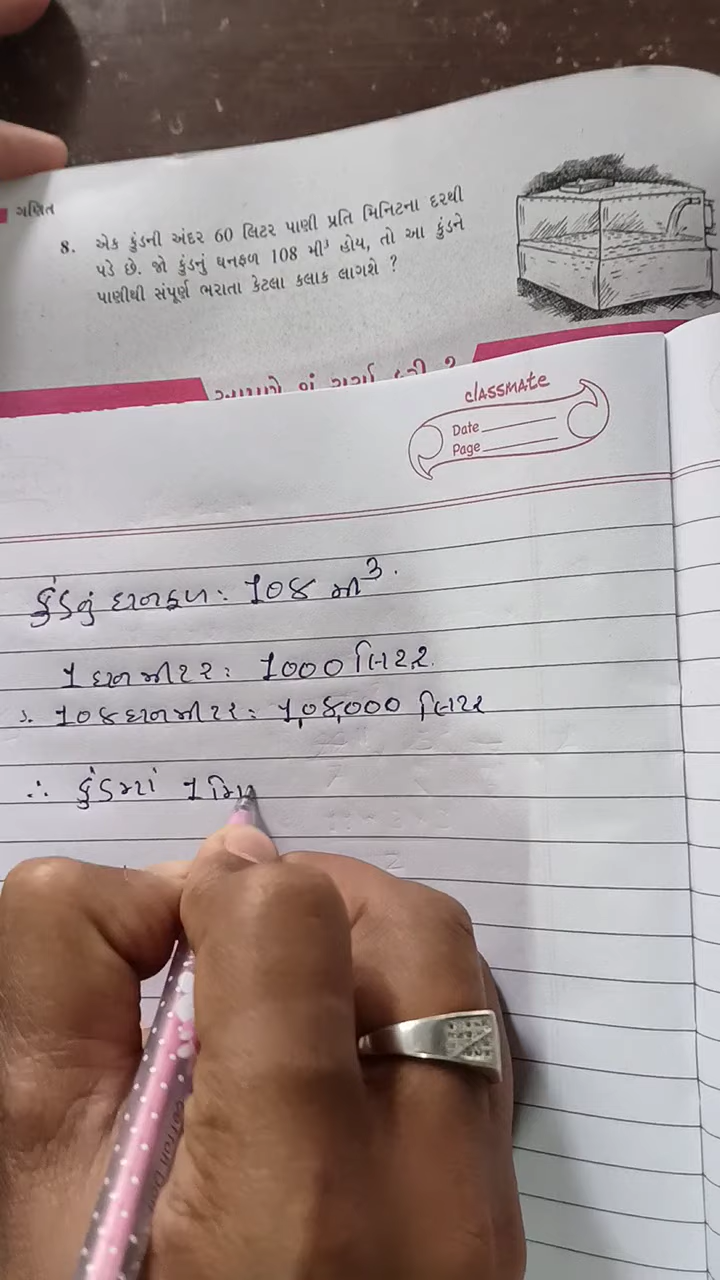 ગણિત
8. એક કુંડની અંદર 60 લિટર પાણી પ્રતિ મિનિટના દરથી
પડે છે. જો કુંડનું ઘનફળ 108 મી³ હોય, તો આ કુંડને
પાણીથી સંપૂર્ણ ભરાતા કેટલા કલાક લાગશે ?
classmate
Date
Page
કુંડનું ઘનફળ : 108 મી³.
1 ઘન મીટર : 1000 લિટર.
∴ 108 ઘન મીટર : 1,08,000 લિટર
∴ કુંડમાં 1 મિ